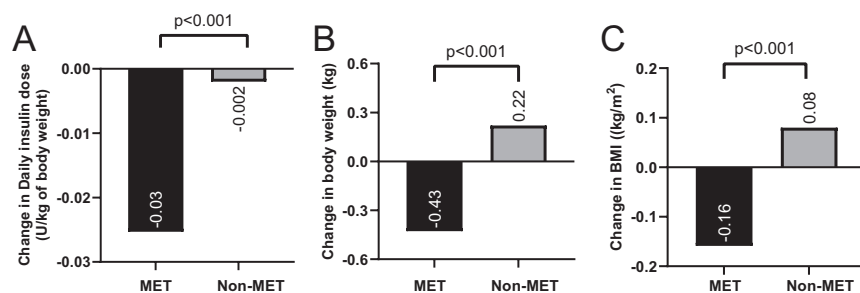 A
p<0.001
Change in Daily insulin dose
(U/kg of body weight)
0.00
-0.01
-0.02
-0.03
-0.03
-0.002
MET
Non-MET
B
p<0.001
Change in body weight (kg)
0.6
0.3
0.0
-0.3
-0.6
-0.43
0.22
MET
Non-MET
C
p<0.001
Change in BMI ((kg/m²)
0.2
0.1
0.0
-0.1
-0.2
-0.16
0.08
MET
Non-MET